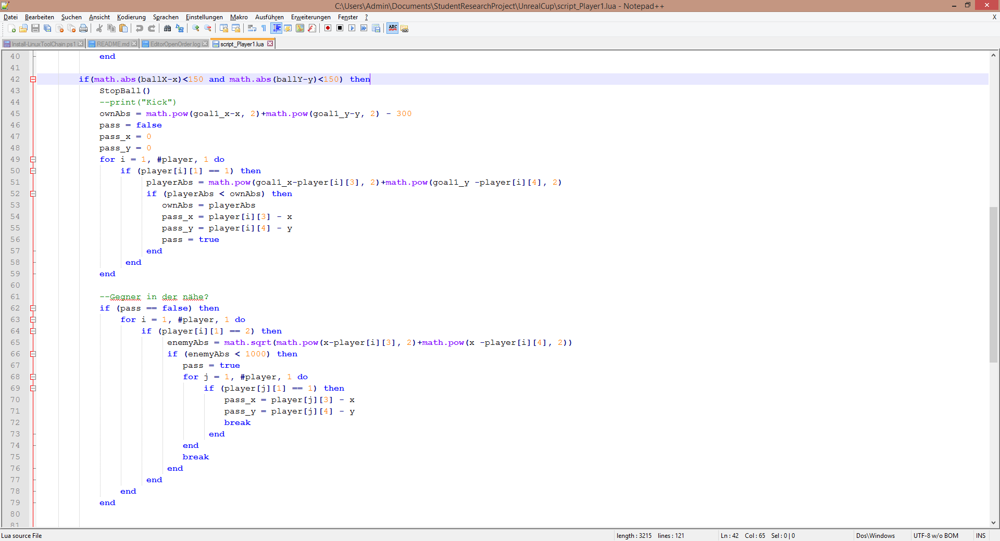 C:\Users\Admin\Documents\StudentResearchProject\UnrealCup\script_Player1.lua - Notepad++
Datei Bearbeiten Suchen Ansicht Kodierung Sprachen Einstellungen Makro Ausführen Erweiterungen Fenster ? X
ABC
Install-LinuxToolChain.ps1 README.md EditorOpenOrder.log script_Player1.lua
40 end
41
42 if(math.abs(ballX-x)<150 and math.abs(ballY-y)<150) then
43 StopBall()
44 --print("Kick")
45 ownAbs = math.pow(goal1_x-x, 2)+math.pow(goal1_y-y, 2) - 300
46 pass = false
47 pass_x = 0
48 pass_y = 0
49 for i = 1, #player, 1 do
50 if (player[i][1] == 1) then
51 playerAbs = math.pow(goal1_x-player[i][3], 2)+math.pow(goal1_y -player[i][4], 2)
52 if (playerAbs < ownAbs) then
53 ownAbs = playerAbs
54 pass_x = player[i][3] - x
55 pass_y = player[i][4] - y
56 pass = true
57 end
58 end
59 end
60
61 --Gegner in der nähe?
62 if (pass == false) then
63 for i = 1, #player, 1 do
64 if (player[i][1] == 2) then
65 enemyAbs = math.sqrt(math.pow(x-player[i][3], 2)+math.pow(x -player[i][4], 2))
66 if (enemyAbs < 1000) then
67 pass = true
68 for j = 1, #player, 1 do
69 if (player[j][1] == 1) then
70 pass_x = player[j][3] - x
71 pass_y = player[j][4] - y
72 break
73 end
74 end
75 break
76 end
77 end
78 end
79 end
80
81
Lua source File length : 3215 lines : 121 Ln : 42 Col : 65 Sel : 0 | 0 Dos\Windows UTF-8 w/o BOM INS